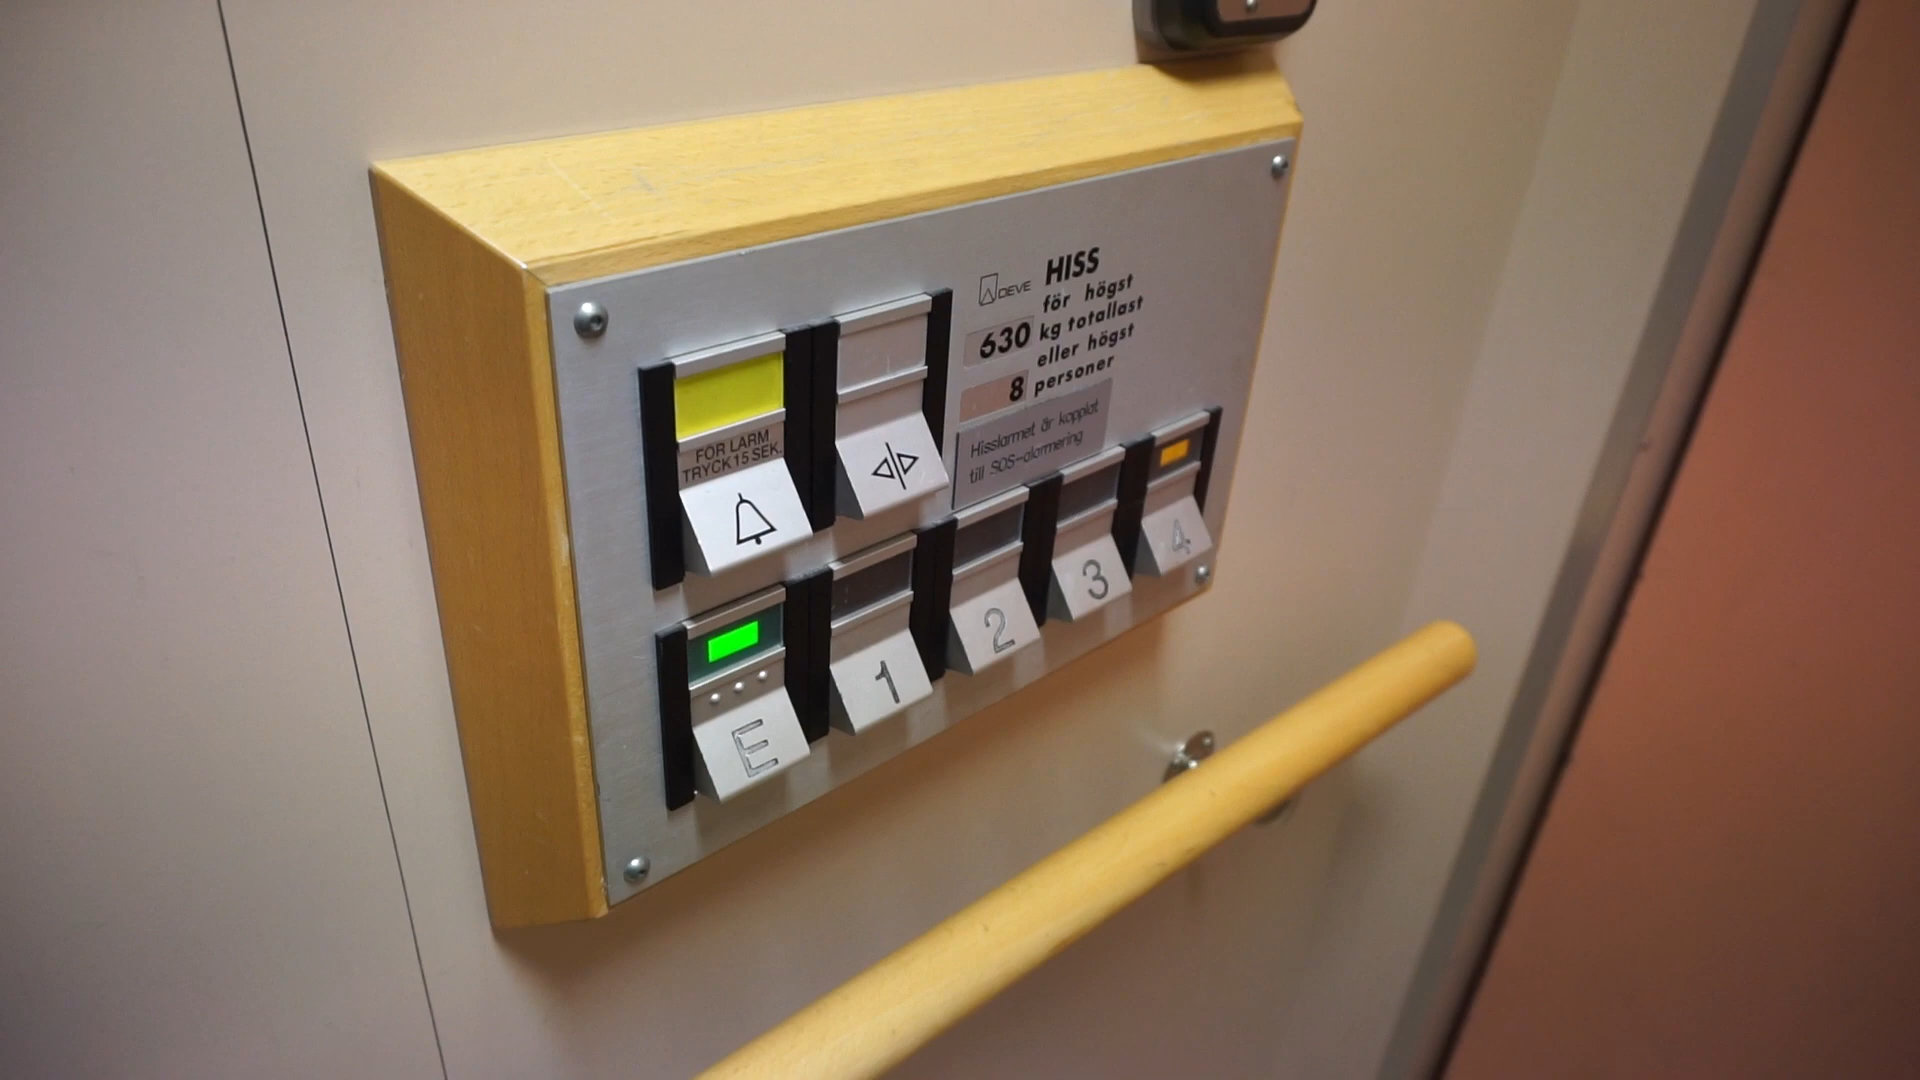 DEVE
HISS
för högst
630 kg totallast
eller högst
8 personer
Hisslarmet är kopplat
till SOS-alarmering
FÖR LARM
TRYCK 15 SEK.
E
1
2
3
4